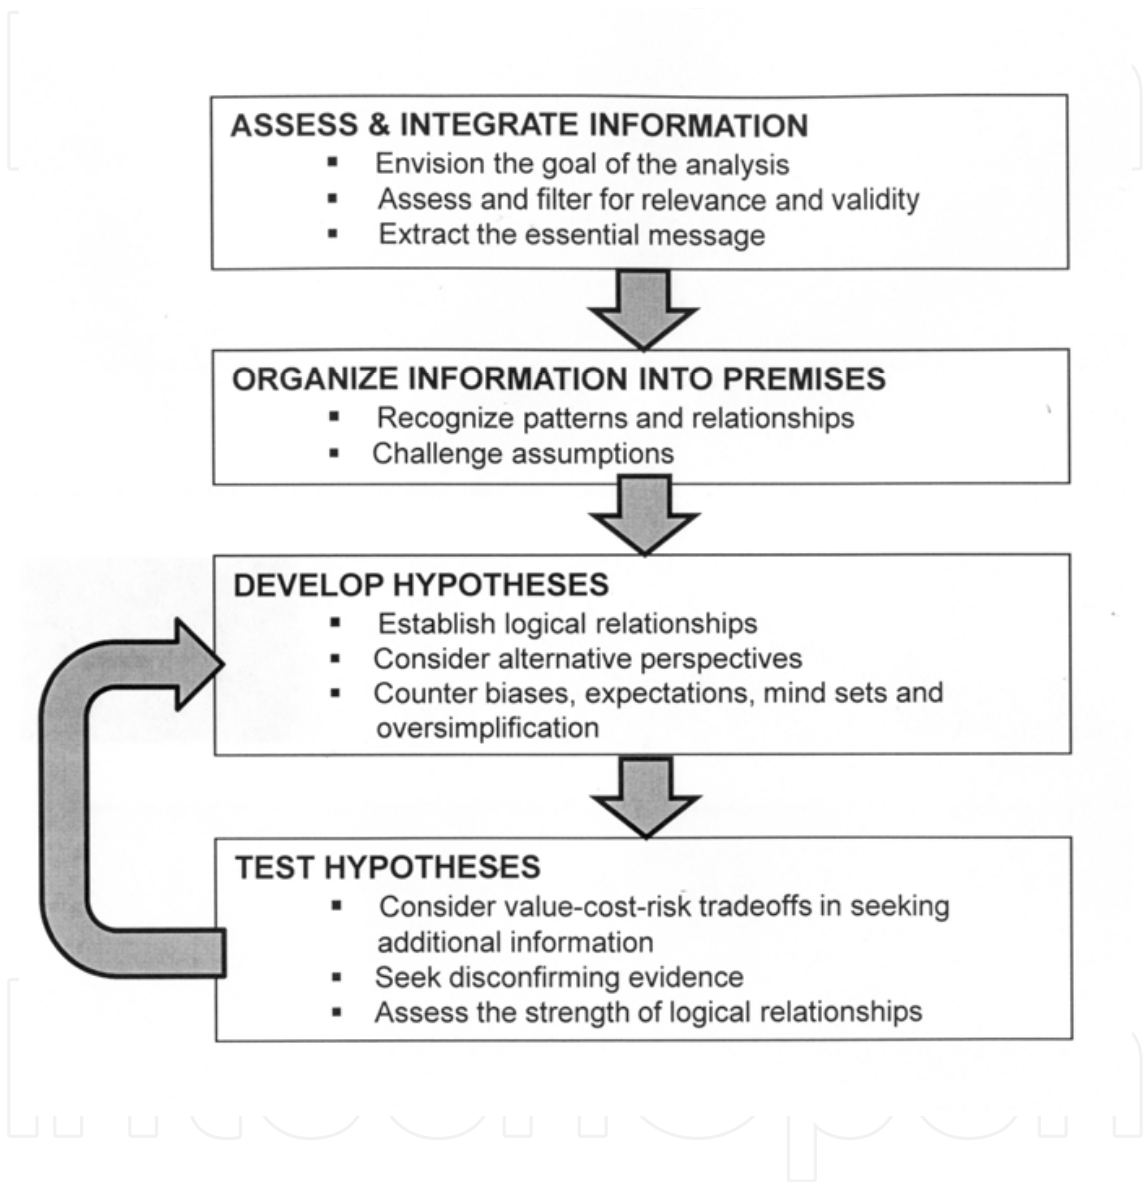 ASSESS & INTEGRATE INFORMATION
▪ Envision the goal of the analysis
▪ Assess and filter for relevance and validity
▪ Extract the essential message
ORGANIZE INFORMATION INTO PREMISES
▪ Recognize patterns and relationships
▪ Challenge assumptions
DEVELOP HYPOTHESES
▪ Establish logical relationships
▪ Consider alternative perspectives
▪ Counter biases, expectations, mind sets and
oversimplification
TEST HYPOTHESES
▪ Consider value-cost-risk tradeoffs in seeking
additional information
▪ Seek disconfirming evidence
▪ Assess the strength of logical relationships